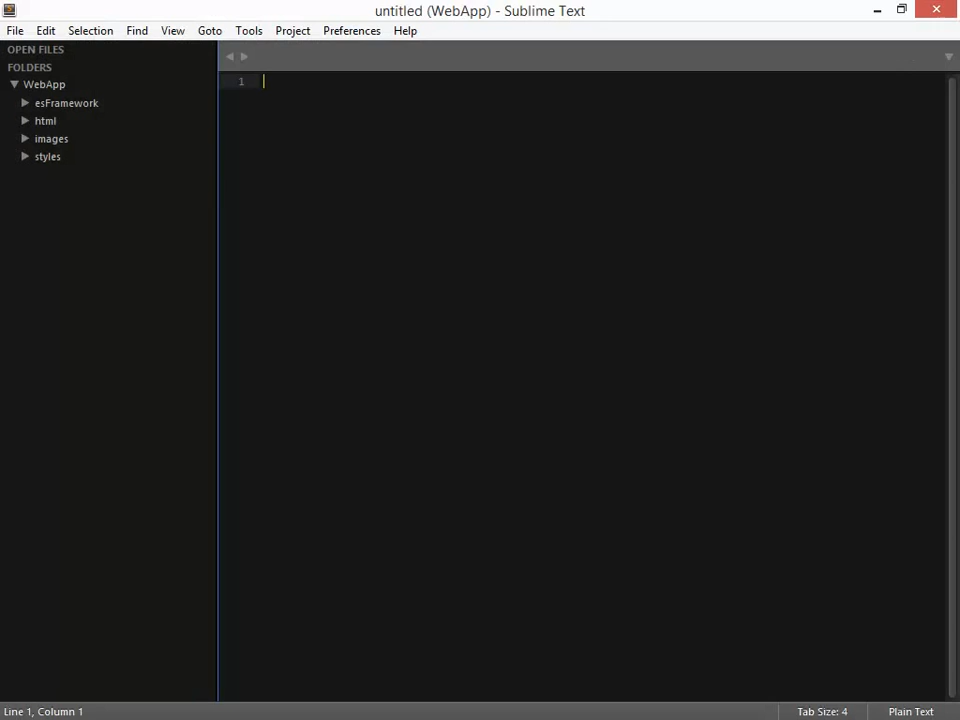 untitled (WebApp) - Sublime Text
File Edit Selection Find View Goto Tools Project Preferences Help
OPEN FILES
FOLDERS
WebApp
esFramework
html
images
styles
1
Line 1, Column 1 Tab Size: 4 Plain Text